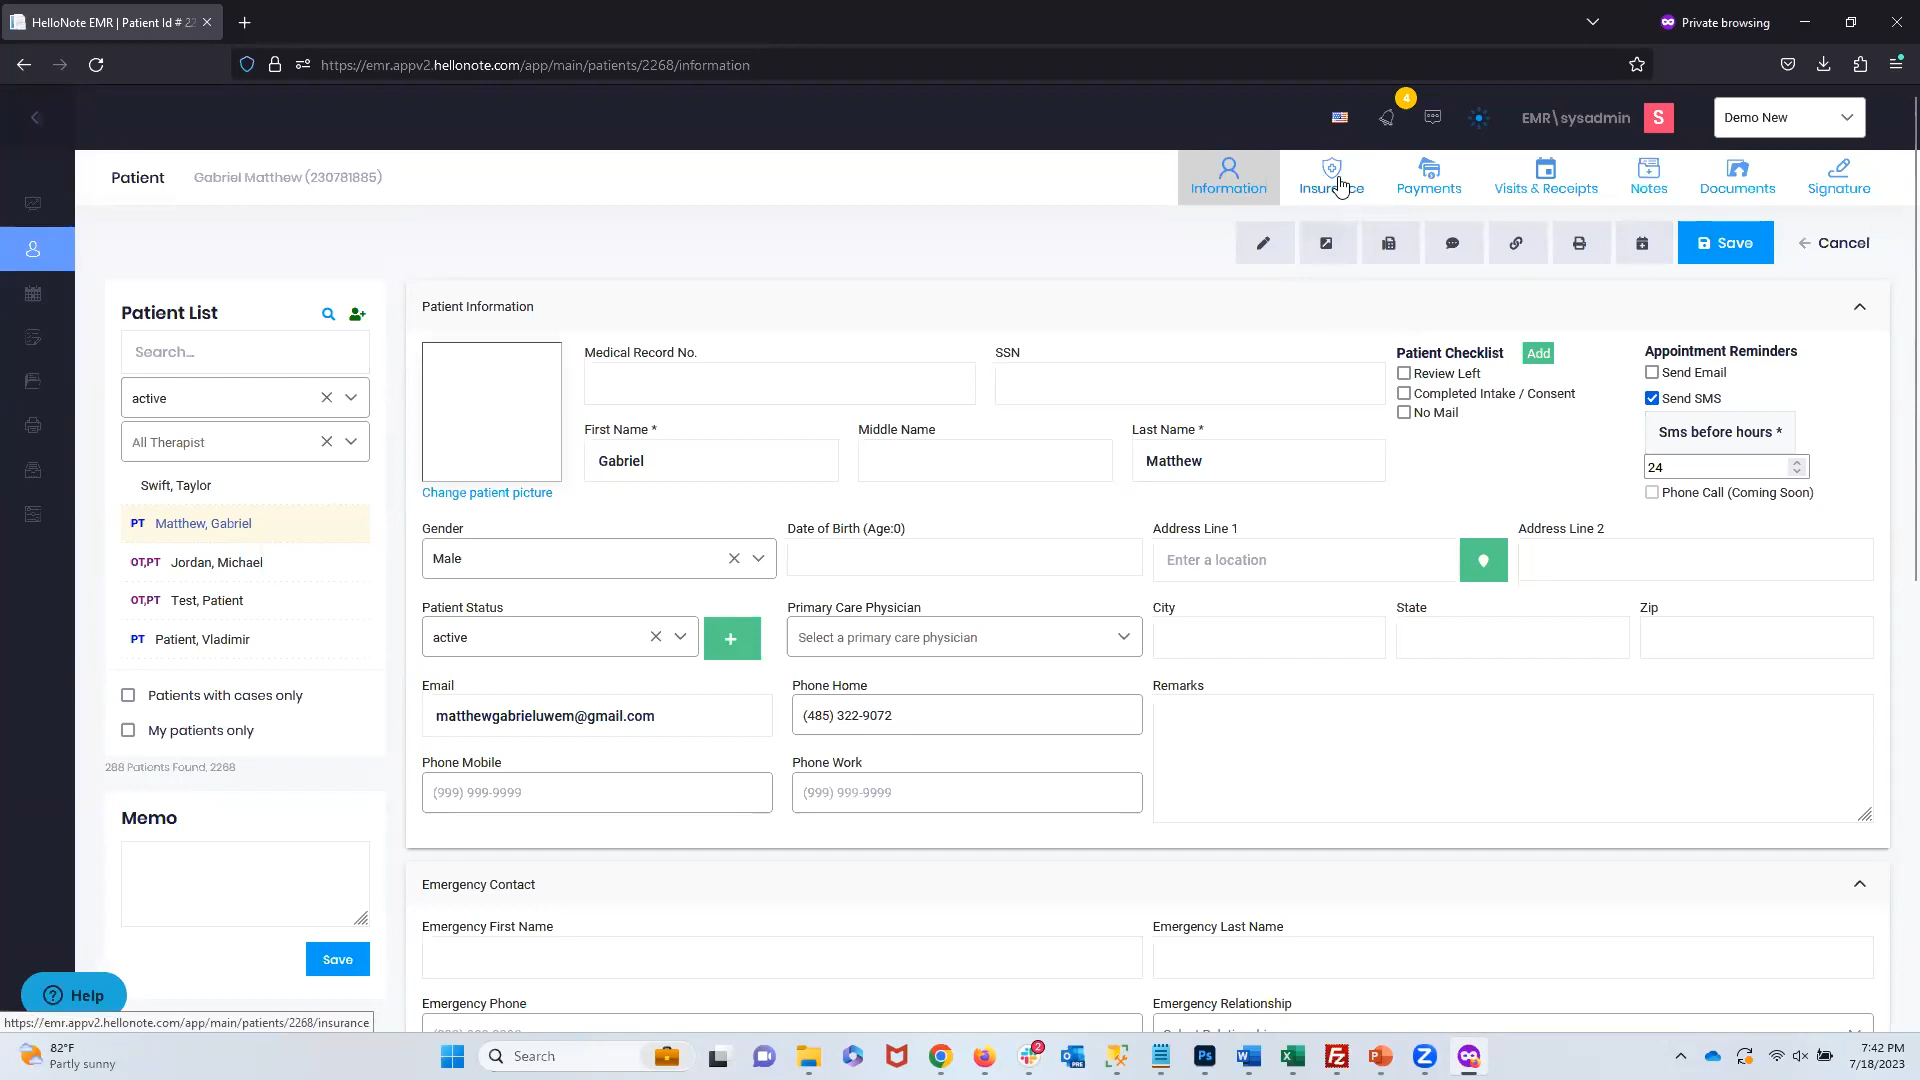 HelloNote EMR | Patient Id # 22
Private browsing
https://emr.appv2.hellonote.com/app/main/patients/2268/information
4
EMR\sysadmin
S
Demo New
Patient
Gabriel Matthew (230781885)
Information
Insurance
Payments
Visits & Receipts
Notes
Documents
Signature
Save
Cancel
Patient List
Search...
active
All Therapist
Swift, Taylor
PT Matthew, Gabriel
OT,PT Jordan, Michael
OT,PT Test, Patient
PT Patient, Vladimir
Patients with cases only
My patients only
288 Patients Found, 2268
Memo
Save
Help
Patient Information
Medical Record No.
SSN
Patient Checklist
Add
Review Left
Completed Intake / Consent
No Mail
Appointment Reminders
Send Email
Send SMS
Sms before hours *
24
Phone Call (Coming Soon)
Change patient picture
First Name *
Gabriel
Middle Name
Last Name *
Matthew
Gender
Male
Date of Birth (Age:0)
Address Line 1
Enter a location
Address Line 2
Patient Status
active
+
Primary Care Physician
Select a primary care physician
City
State
Zip
Email
matthewgabrieluwem@gmail.com
Phone Home
(485) 322-9072
Remarks
Phone Mobile
(999) 999-9999
Phone Work
(999) 999-9999
Emergency Contact
Emergency First Name
Emergency Last Name
Emergency Phone
Emergency Relationship
https://emr.appv2.hellonote.com/app/main/patients/2268/insurance
82°F
Partly sunny
Search
2
7:42 PM
7/18/2023